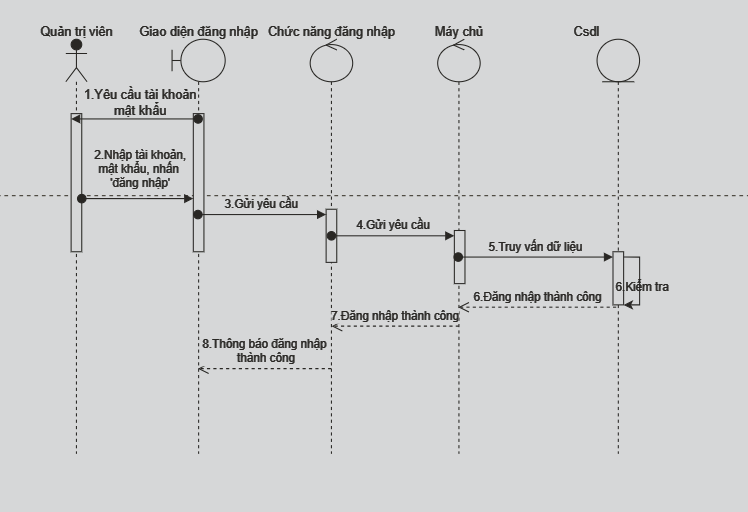 Quản trị viên
Giao diện đăng nhập
Chức năng đăng nhập
Máy chủ
Csdl
1.Yêu cầu tài khoản
mật khẩu
2.Nhập tài khoản,
mật khẩu, nhấn
'đăng nhập'
3.Gửi yêu cầu
4.Gửi yêu cầu
5.Truy vấn dữ liệu
6.Kiểm tra
6.Đăng nhập thành công
7.Đăng nhập thành công
8.Thông báo đăng nhập
thành công